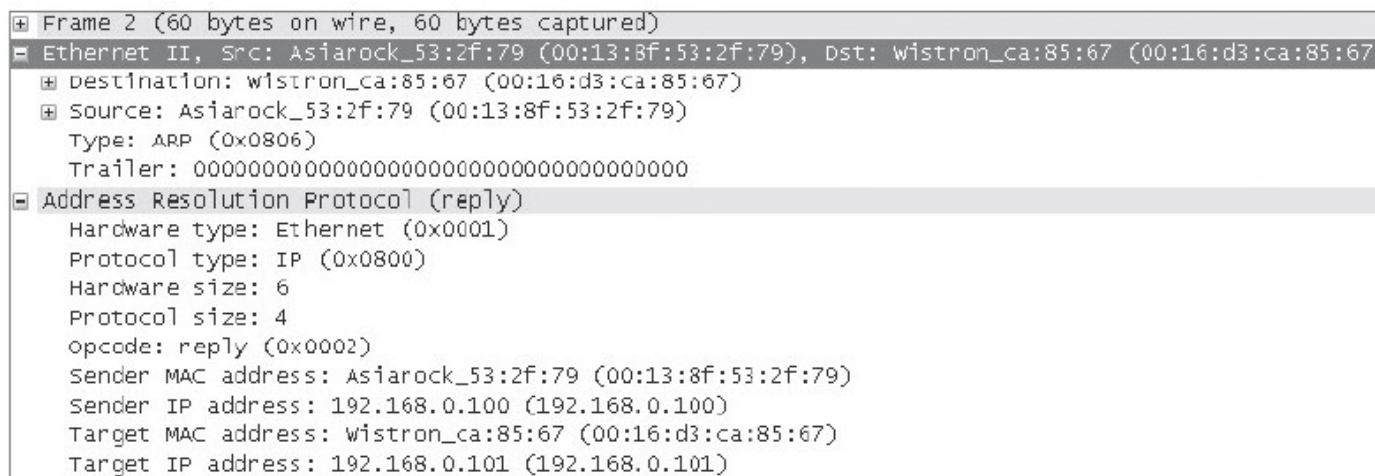 Frame 2 (60 bytes on wire, 60 bytes captured)
Ethernet II, Src: Asiarock_53:2f:79 (00:13:8f:53:2f:79), Dst: Wistron_ca:85:67 (00:16:d3:ca:85:67
Destination: Wistron_ca:85:67 (00:16:d3:ca:85:67)
Source: Asiarock_53:2f:79 (00:13:8f:53:2f:79)
Type: ARP (0x0806)
Trailer: 000000000000000000000000000000000000
Address Resolution Protocol (reply)
Hardware type: Ethernet (0x0001)
Protocol type: IP (0x0800)
Hardware size: 6
Protocol size: 4
Opcode: reply (0x0002)
Sender MAC address: Asiarock_53:2f:79 (00:13:8f:53:2f:79)
Sender IP address: 192.168.0.100 (192.168.0.100)
Target MAC address: Wistron_ca:85:67 (00:16:d3:ca:85:67)
Target IP address: 192.168.0.101 (192.168.0.101)